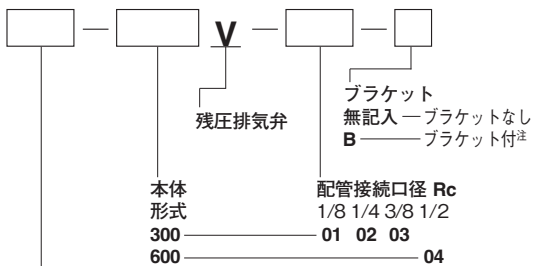 V
残圧排気弁
ブラケット
無記入 ブラケットなし
B ブラケット付注
本体 配管接続口径 Rc
形式 1/8 1/4 3/8 1/2
300 01 02 03
600 04